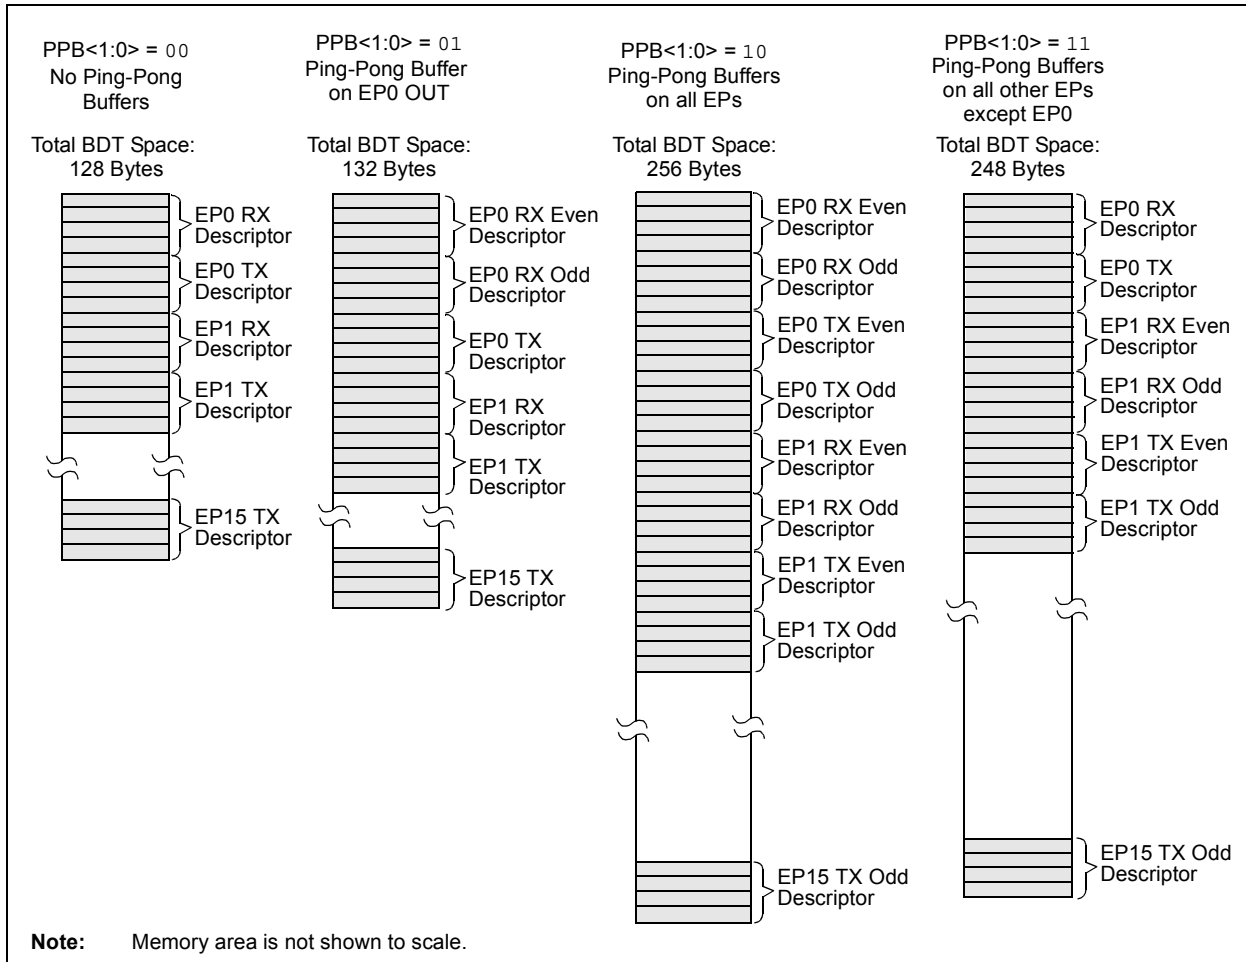 PPB<1:0> = 00
No Ping-Pong
Buffers
Total BDT Space:
128 Bytes
EP0 RX
Descriptor
EP0 TX
Descriptor
EP1 RX
Descriptor
EP1 TX
Descriptor
EP15 TX
Descriptor
PPB<1:0> = 01
Ping-Pong Buffer
on EP0 OUT
Total BDT Space:
132 Bytes
EP0 RX Even
Descriptor
EP0 RX Odd
Descriptor
EP0 TX
Descriptor
EP1 RX
Descriptor
EP1 TX
Descriptor
EP15 TX
Descriptor
PPB<1:0> = 10
Ping-Pong Buffers
on all EPs
Total BDT Space:
256 Bytes
EP0 RX Even
Descriptor
EP0 RX Odd
Descriptor
EP0 TX Even
Descriptor
EP0 TX Odd
Descriptor
EP1 RX Even
Descriptor
EP1 RX Odd
Descriptor
EP1 TX Even
Descriptor
EP1 TX Odd
Descriptor
EP15 TX Odd
Descriptor
PPB<1:0> = 11
Ping-Pong Buffers
on all other EPs
except EP0
Total BDT Space:
248 Bytes
EP0 RX
Descriptor
EP0 TX
Descriptor
EP1 RX Even
Descriptor
EP1 RX Odd
Descriptor
EP1 TX Even
Descriptor
EP1 TX Odd
Descriptor
EP15 TX Odd
Descriptor
Note: Memory area is not shown to scale.